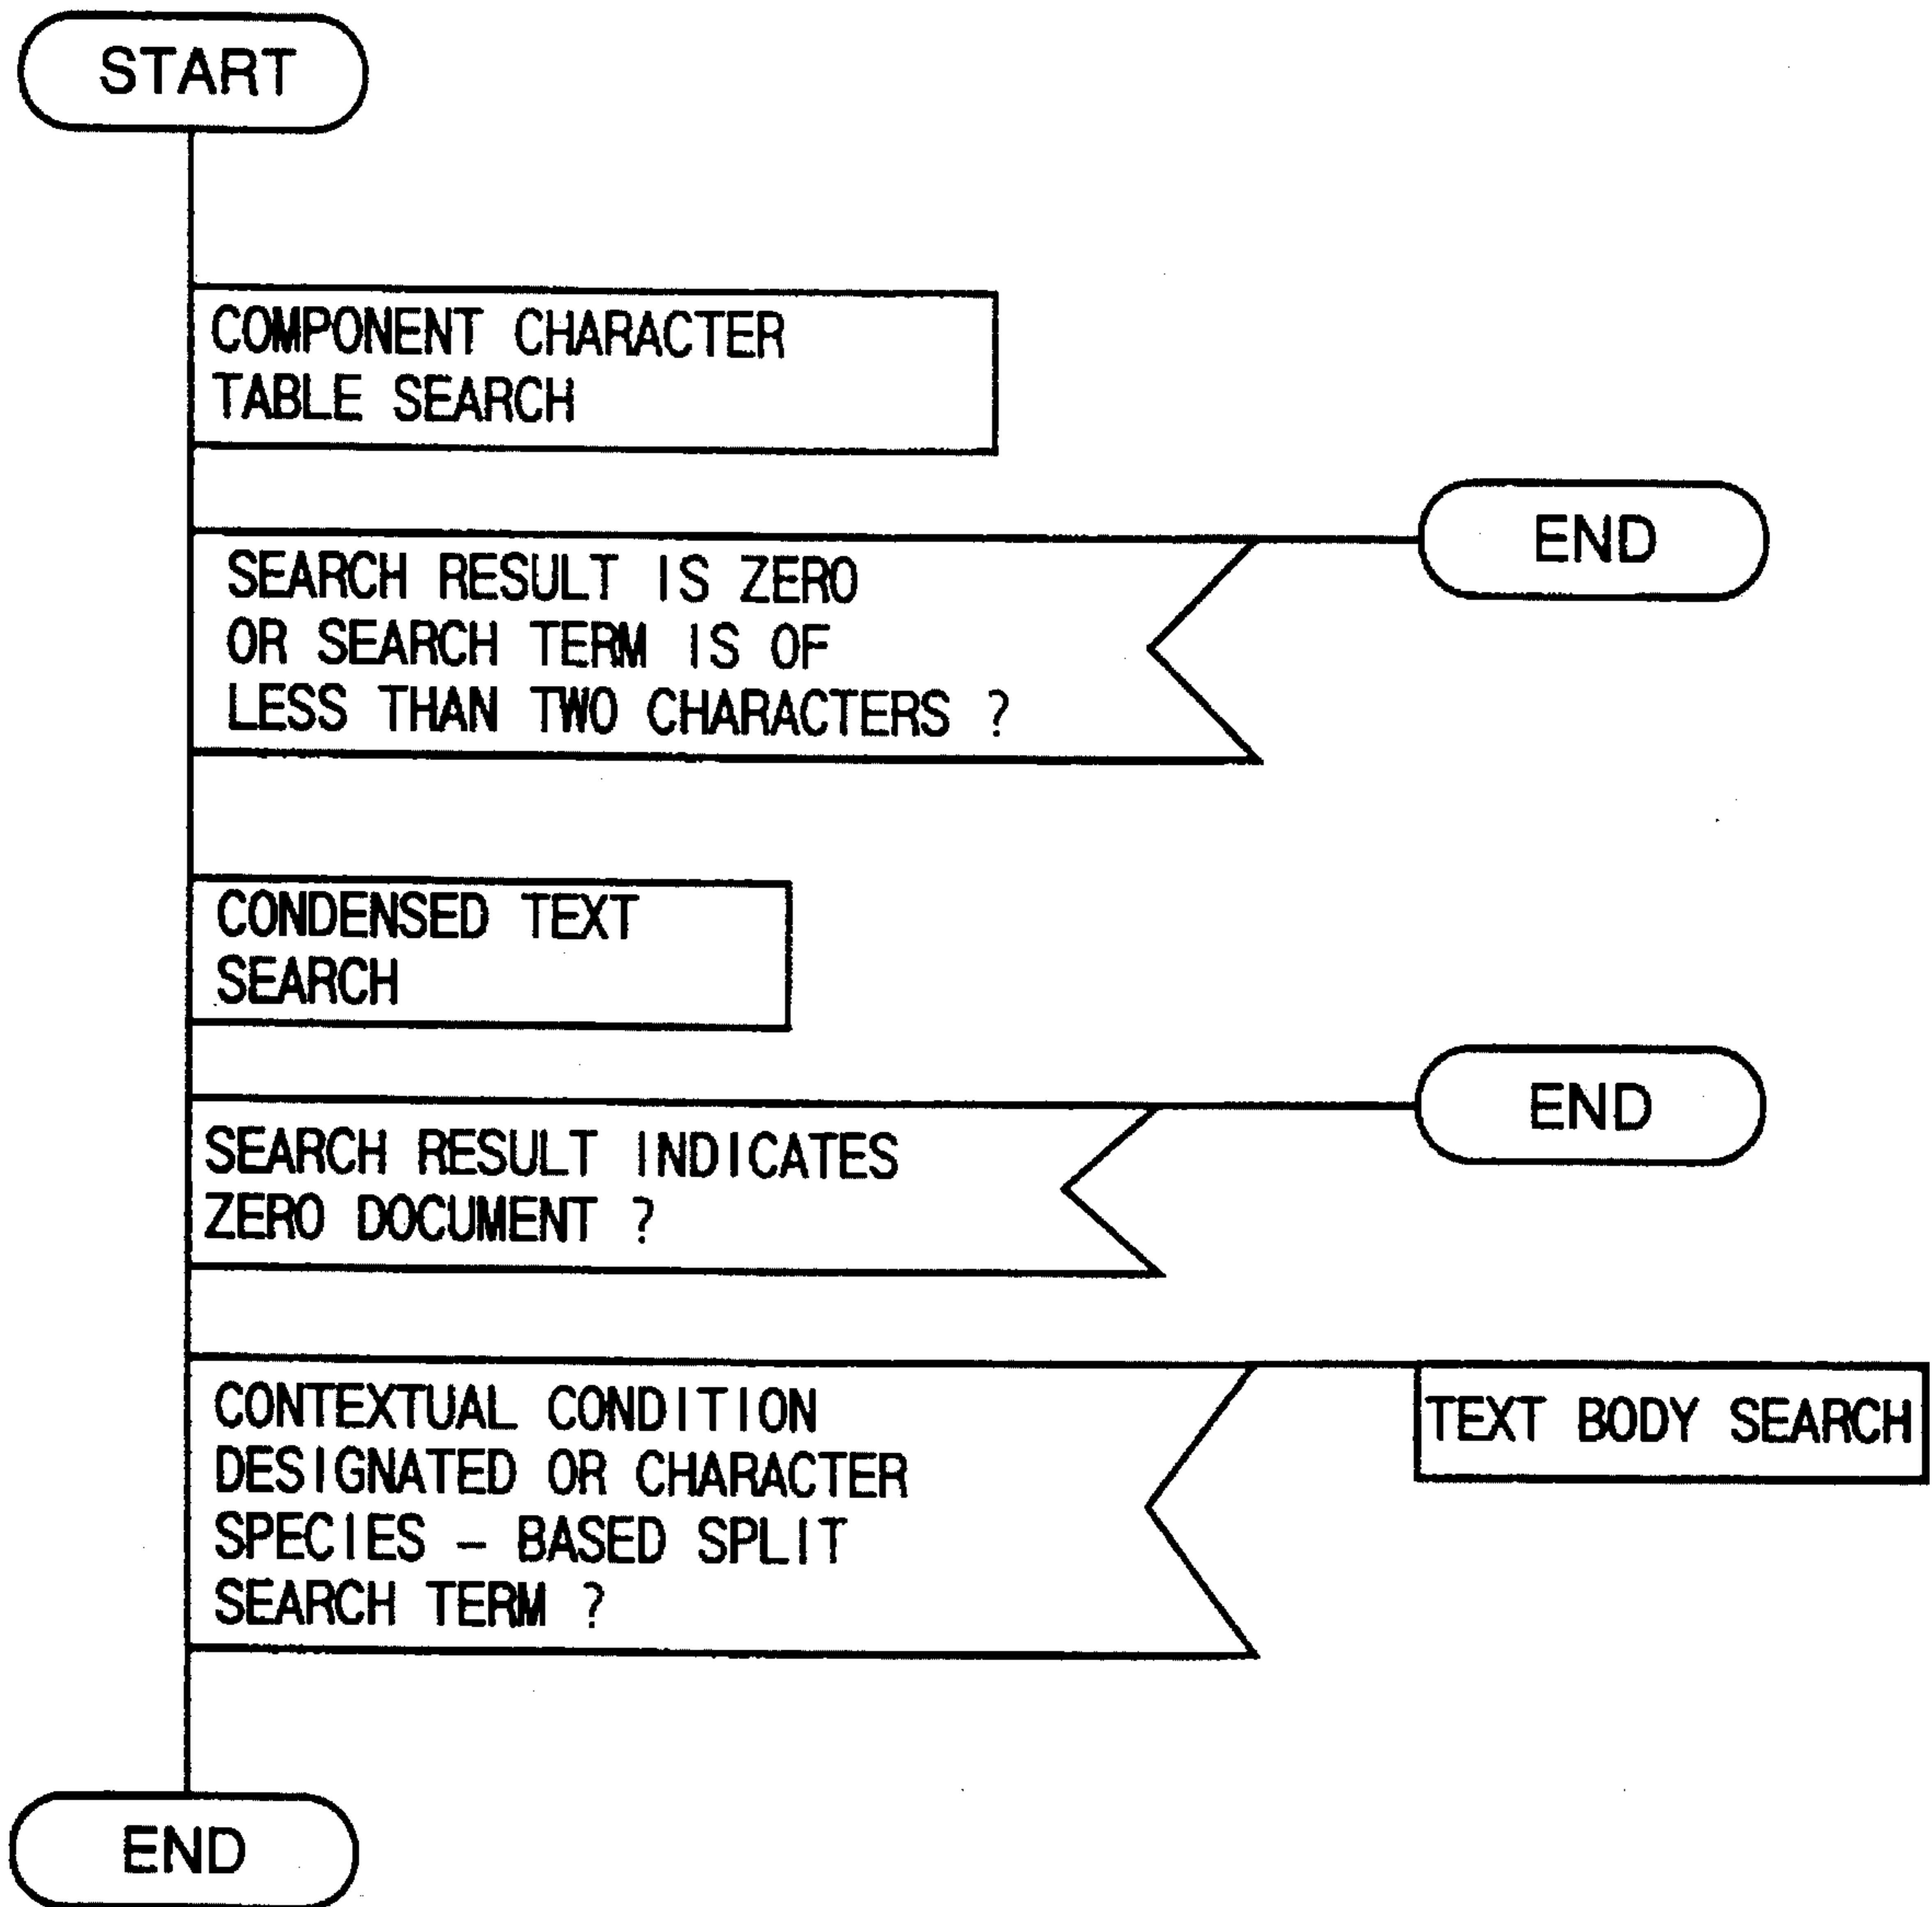 START
COMPONENT CHARACTER
TABLE SEARCH
SEARCH RESULT IS ZERO
OR SEARCH TERM IS OF
LESS THAN TWO CHARACTERS ?
END
CONDENSED TEXT
SEARCH
SEARCH RESULT INDICATES
ZERO DOCUMENT ?
END
CONTEXTUAL CONDITION
DESIGNATED OR CHARACTER
SPECIES – BASED SPLIT
SEARCH TERM ?
TEXT BODY SEARCH
END